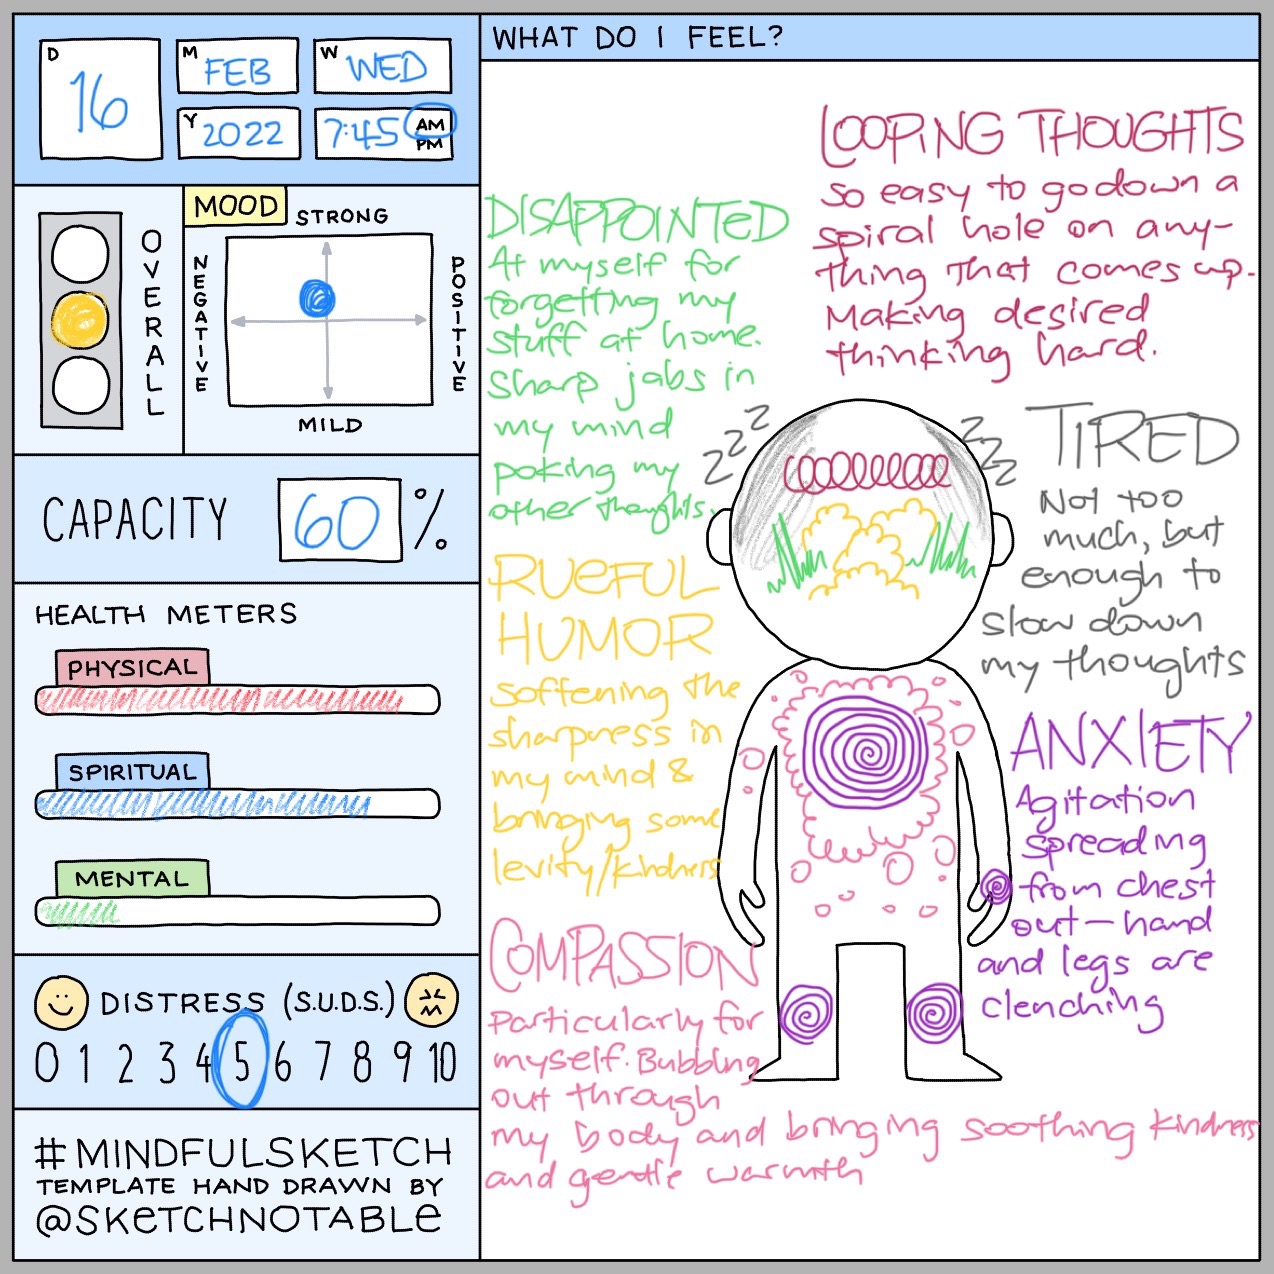 D
16
M
FEB
W
WED
Y
2022
7:45 AM
PM
OVERALL
MOOD
STRONG
NEGATIVE
POSITIVE
MILD
CAPACITY 60 %
HEALTH METERS
PHYSICAL
SPIRITUAL
MENTAL
DISTRESS (S.U.D.S.)
0 1 2 3 4 5 6 7 8 9 10
#MINDFULSKETCH
TEMPLATE HAND DRAWN BY
@SKETCHNOTABLE
WHAT DO I FEEL?
LOOPING THOUGHTS
so easy to go down a
spiral hole on any-
thing that comes up.
Making desired
thinking hard.
DISAPPOINTED
At myself for
forgetting my
stuff at home.
Sharp jabs in
my mind
poking my
other thoughts.
zzz
zzz
TIRED
Not too
much, but
enough to
slow down
my thoughts
RUEFUL
HUMOR
softening the
sharpness in
my mind &
bringing some
levity/kindness
ANXIETY
Agitation
spreading
from chest
out—hand
and legs are
clenching
COMPASSION
Particularly for
myself. Bubbling
out through
my body and bringing soothing kindness
and gentle warmth